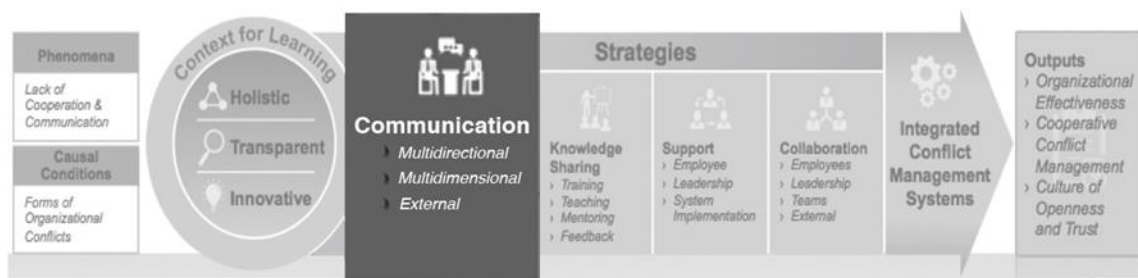 Phenomena
Lack of
Cooperation &
Communication
Causal
Conditions
Forms of
Organizational
Conflicts
Context for Learning
Holistic
Transparent
Innovative
Communication
› Multidirectional
› Multidimensional
› External
Strategies
Knowledge
Sharing
› Training
› Teaching
› Mentoring
› Feedback
Support
› Employee
› Leadership
› System
Implementation
Collaboration
› Employees
› Leadership
› Teams
› External
Integrated
Conflict
Management
Systems
Outputs
› Organizational
Effectiveness
› Cooperative
Conflict
Management
› Culture of
Openness
and Trust